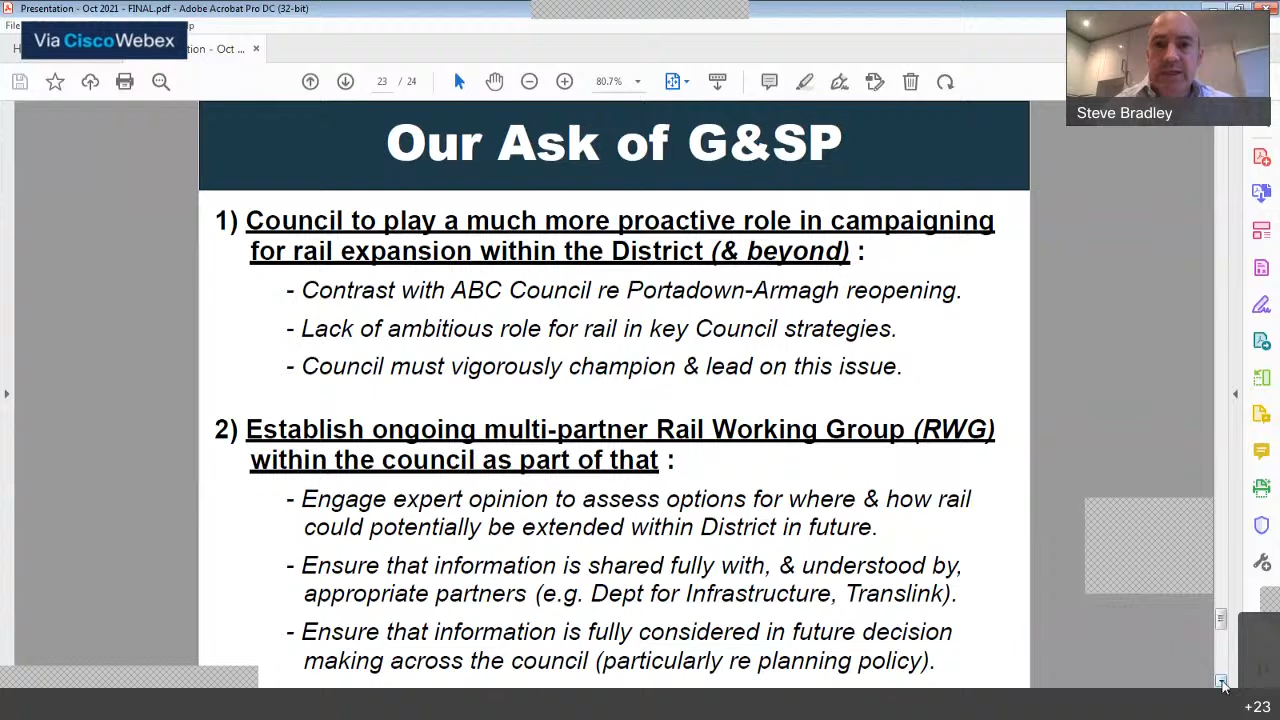 Presentation - Oct 2021 - FINAL.pdf - Adobe Acrobat Pro DC (32-bit)
Via CiscoWebex
tion - Oct ... ×
23 / 24
80.7%
Steve Bradley
Our Ask of G&SP
1) Council to play a much more proactive role in campaigning
for rail expansion within the District (& beyond) :
- Contrast with ABC Council re Portadown-Armagh reopening.
- Lack of ambitious role for rail in key Council strategies.
- Council must vigorously champion & lead on this issue.
2) Establish ongoing multi-partner Rail Working Group (RWG)
within the council as part of that :
- Engage expert opinion to assess options for where & how rail
could potentially be extended within District in future.
- Ensure that information is shared fully with, & understood by,
appropriate partners (e.g. Dept for Infrastructure, Translink).
- Ensure that information is fully considered in future decision
making across the council (particularly re planning policy).
+23